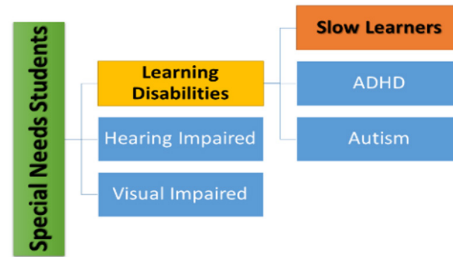 Special Needs Students
Learning
Disabilities
Hearing Impaired
Visual Impaired
Slow Learners
ADHD
Autism